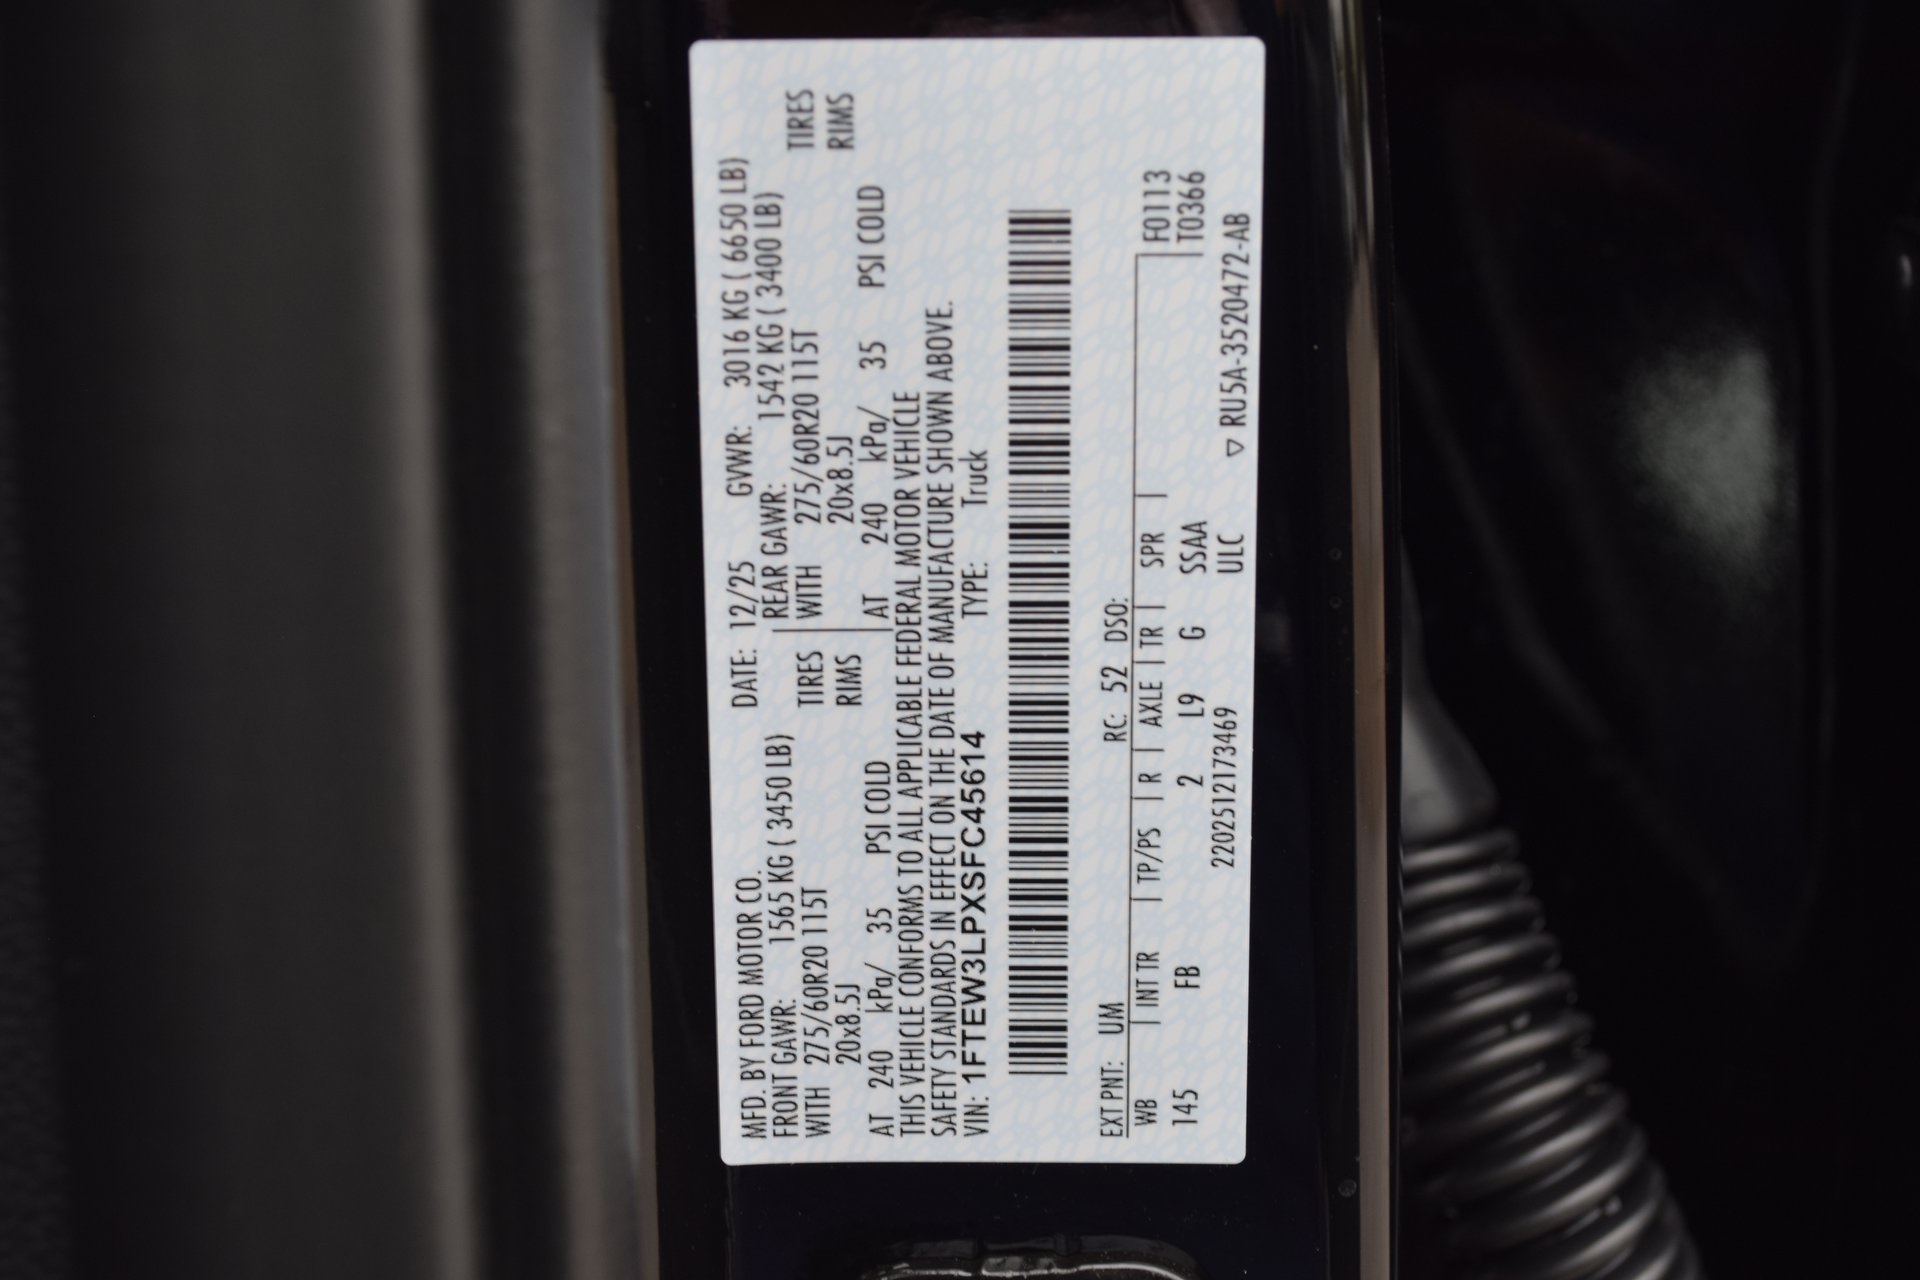 MFD. BY FORD MOTOR CO. DATE: 12/25 GVWR: 3016 KG ( 6650 LB)
FRONT GAWR: 1565 KG ( 3450 LB) REAR GAWR: 1542 KG ( 3400 LB)
WITH 275/60R20 115T TIRES WITH 275/60R20 115T TIRES
20x8.5J RIMS 20x8.5J RIMS
AT 240 kPa/ 35 PSI COLD AT 240 kPa/ 35 PSI COLD
THIS VEHICLE CONFORMS TO ALL APPLICABLE FEDERAL MOTOR VEHICLE
SAFETY STANDARDS IN EFFECT ON THE DATE OF MANUFACTURE SHOWN ABOVE.
VIN: 1FTEW3LPXSFC45614 TYPE: Truck
EXT PNT: UM RC: 52 DSO:
WB INT TR TP/PS R AXLE TR SPR F0113
145 FB 2 L9 G SSAA T0366
220251217​3469 ULC
▽ RU5A-3520472-AB